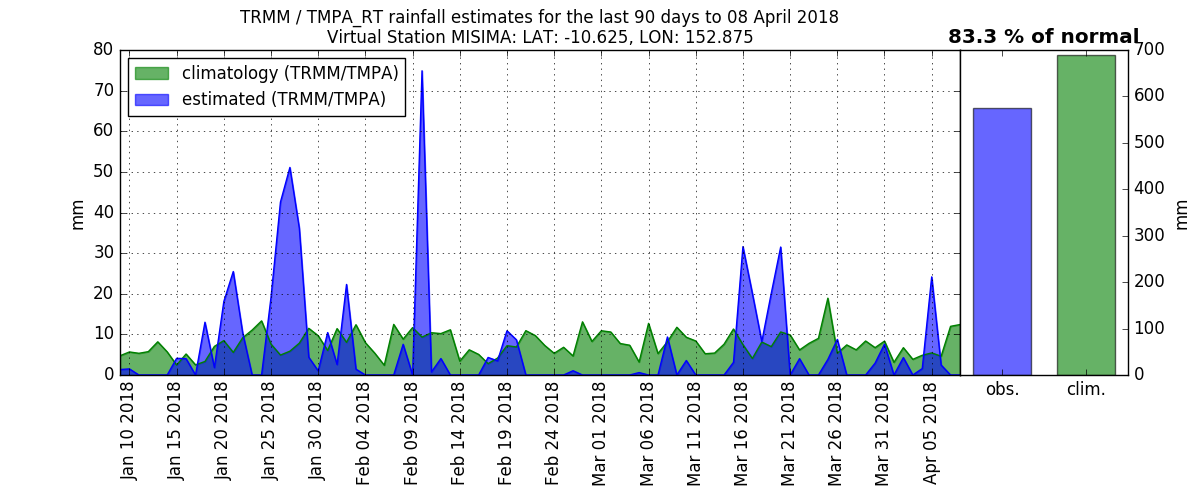 TRMM / TMPA_RT rainfall estimates for the last 90 days to 08 April 2018
Virtual Station MISIMA: LAT: -10.625, LON: 152.875
83.3 % of normal
climatology (TRMM/TMPA)
estimated (TRMM/TMPA)
80
70
60
50
40
30
20
10
0
mm
Jan 10 2018
Jan 15 2018
Jan 20 2018
Jan 25 2018
Jan 30 2018
Feb 04 2018
Feb 09 2018
Feb 14 2018
Feb 19 2018
Feb 24 2018
Mar 01 2018
Mar 06 2018
Mar 11 2018
Mar 16 2018
Mar 21 2018
Mar 26 2018
Mar 31 2018
Apr 05 2018
obs.
clim.
700
600
500
400
300
200
100
0
mm